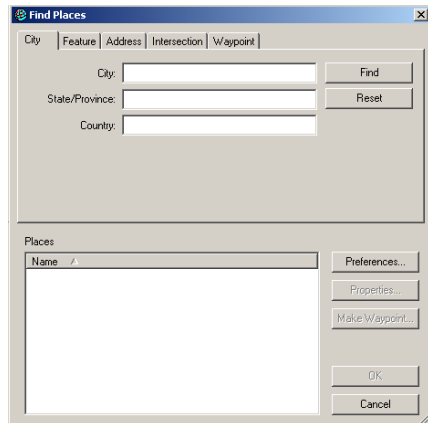 Find Places
City Feature Address Intersection Waypoint
City: Find
State/Province: Reset
Country:
Places
Name Preferences...
Properties...
Make Waypoint...
OK
Cancel